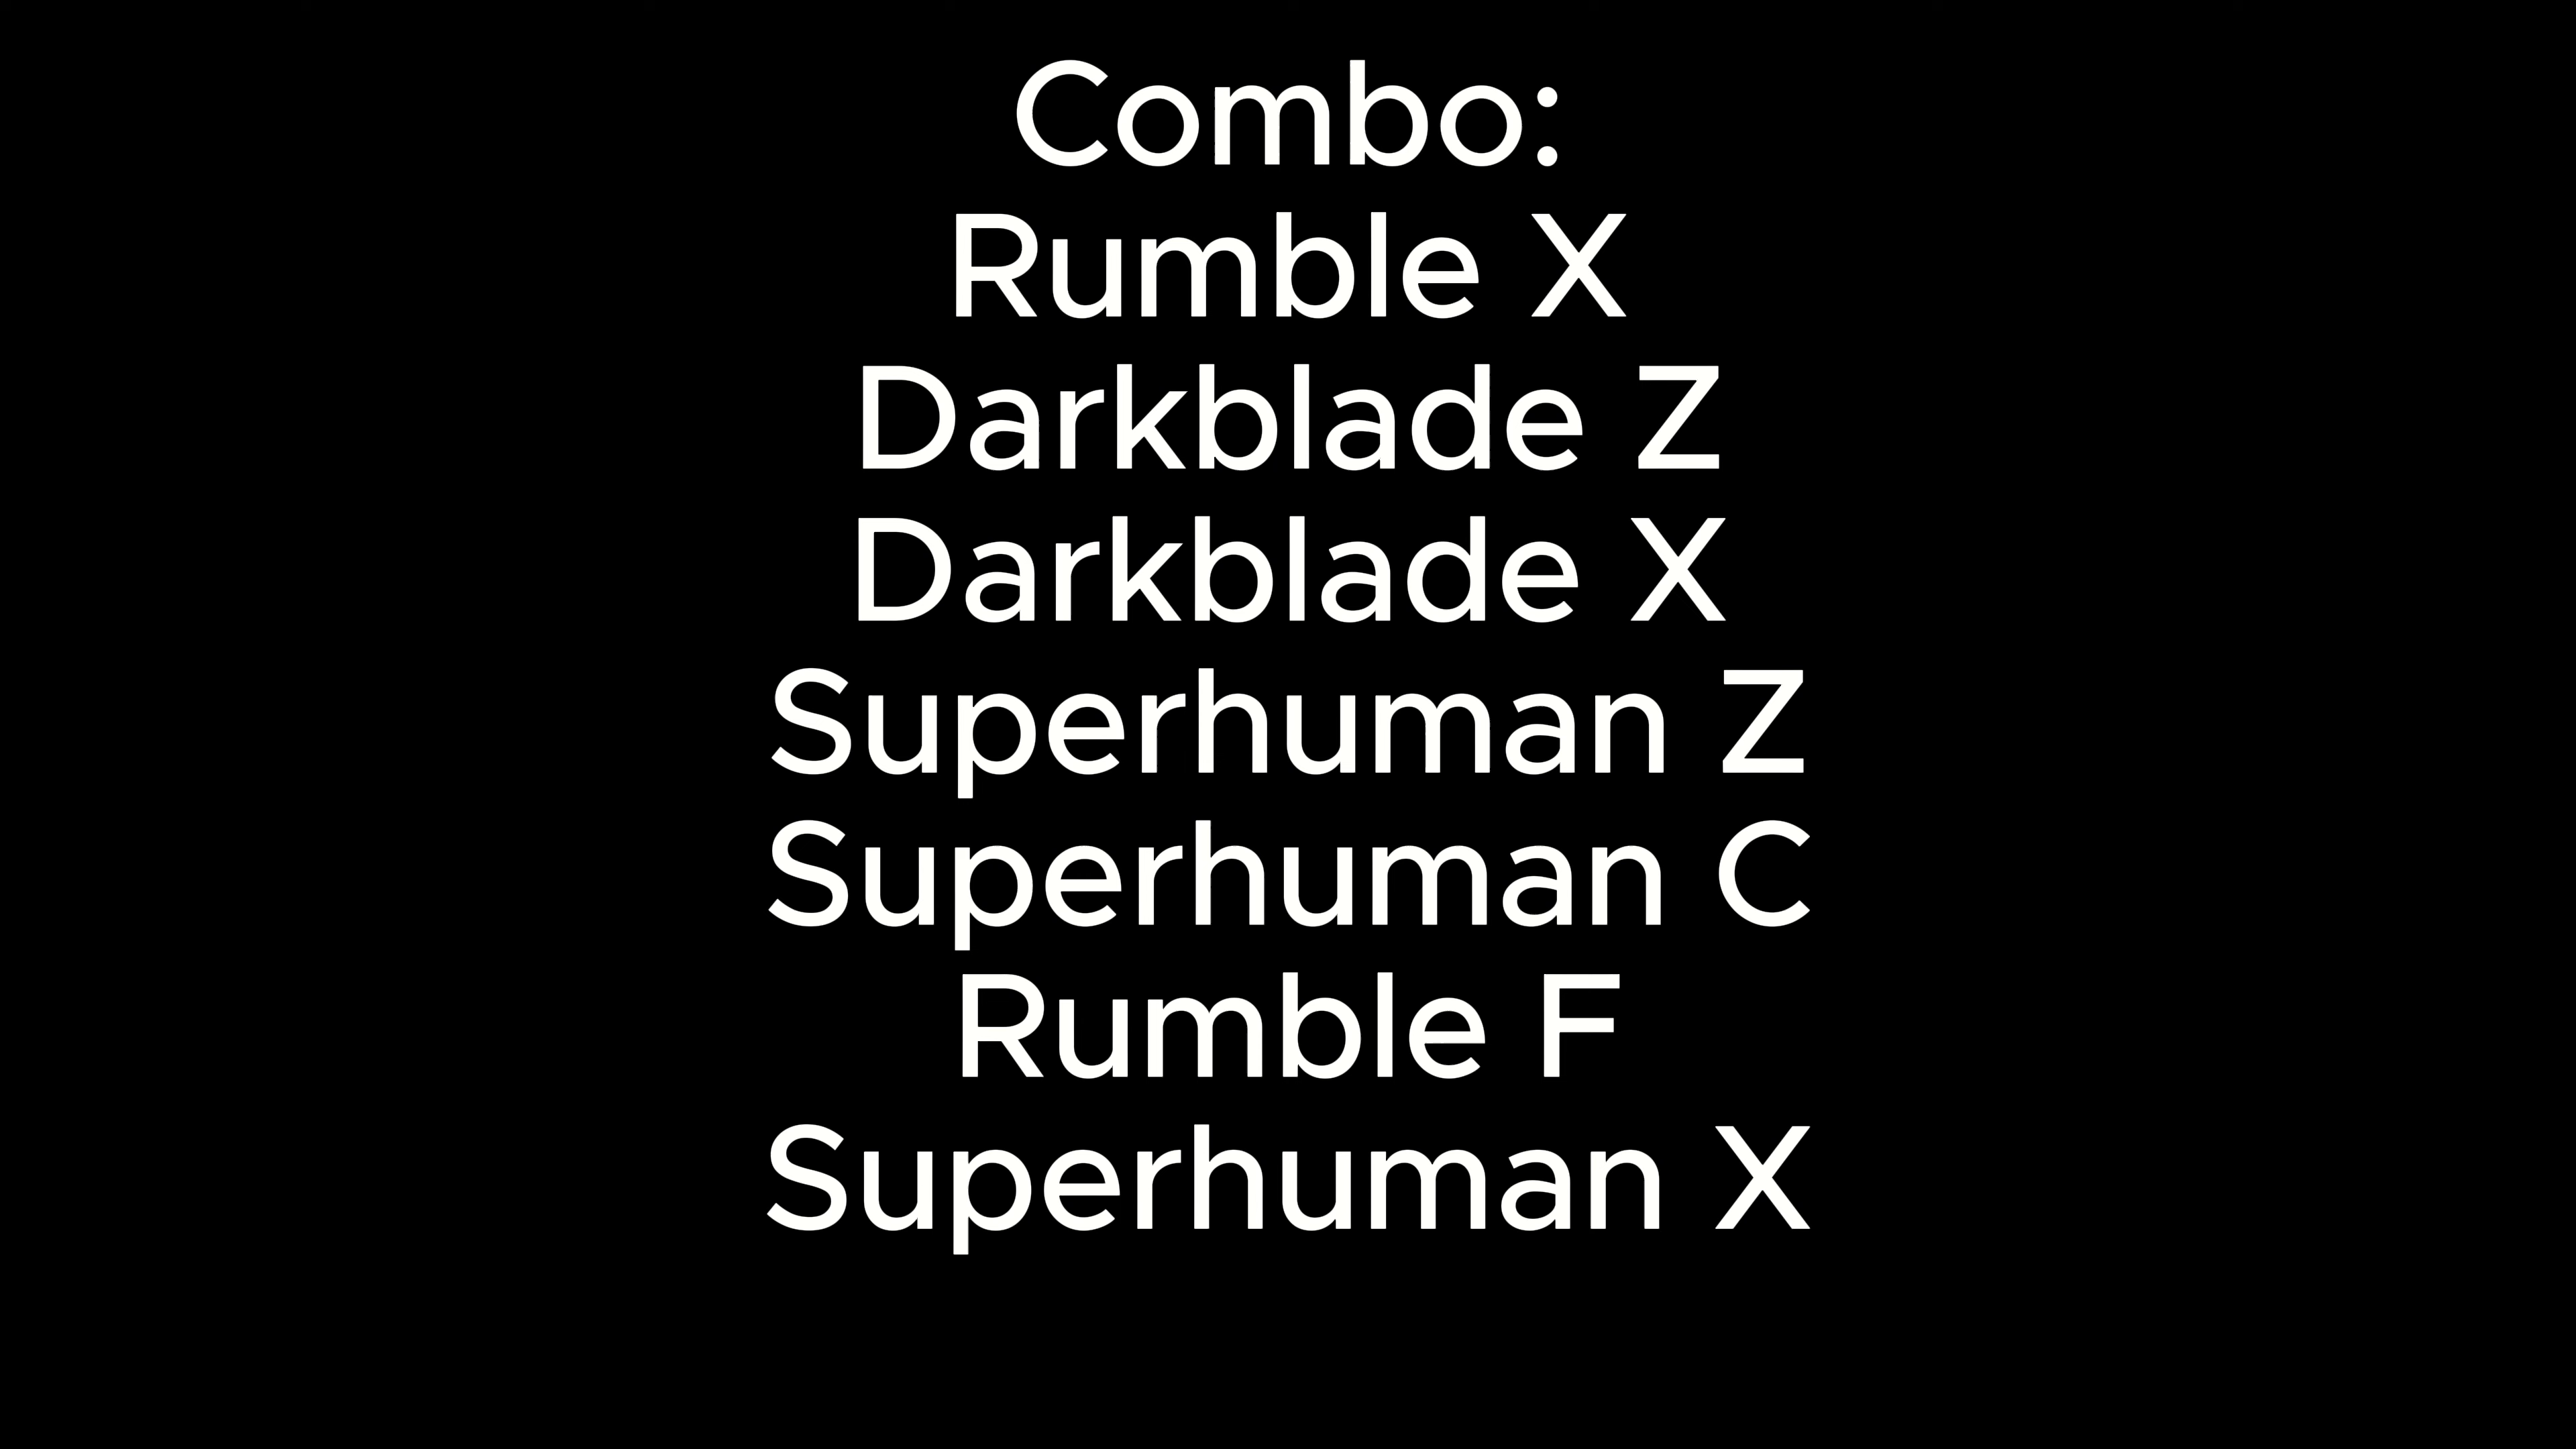 Combo:
Rumble X
Darkblade Z
Darkblade X
Superhuman Z
Superhuman C
Rumble F
Superhuman X